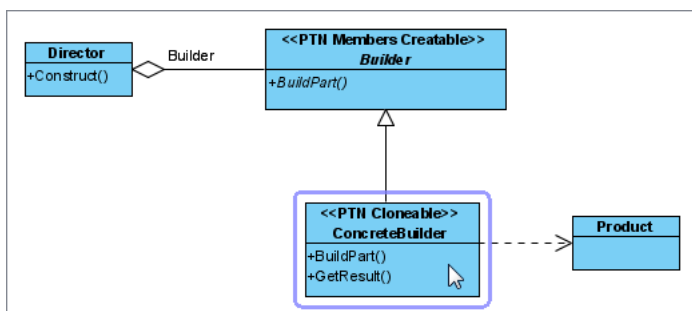 Director
+Construct()
Builder
<<PTN Members Creatable>>
Builder
+BuildPart()
<<PTN Cloneable>>
ConcreteBuilder
+BuildPart()
+GetResult()
Product